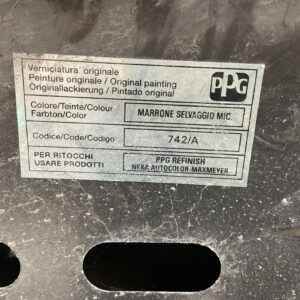 Verniciatura originale
Peinture originale / Original painting
Originallackierung / Pintado original
PPG
Colore/Teinte/Colour
Farbton/Color
MARRONE SELVAGGIO MIC.
Codice/Code/Codigo
742/A
PER RITOCCHI
USARE PRODOTTI
PPG REFINISH
NEXA AUTOCOLOR-MAXMEYER